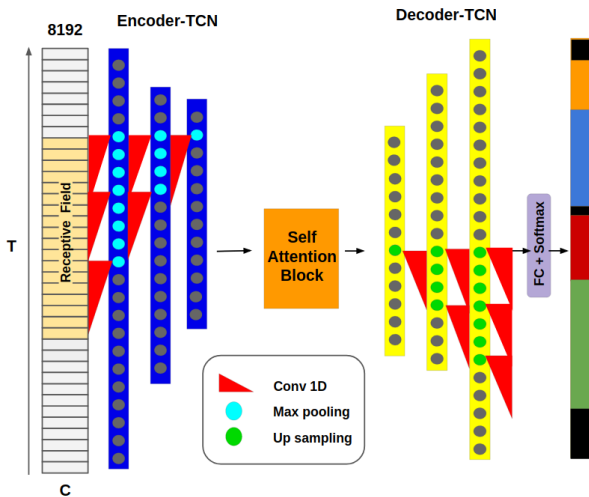 Encoder-TCN
Decoder-TCN
8192
T
Receptive Field
C
Self
Attention
Block
FC + Softmax
Conv 1D
Max pooling
Up sampling